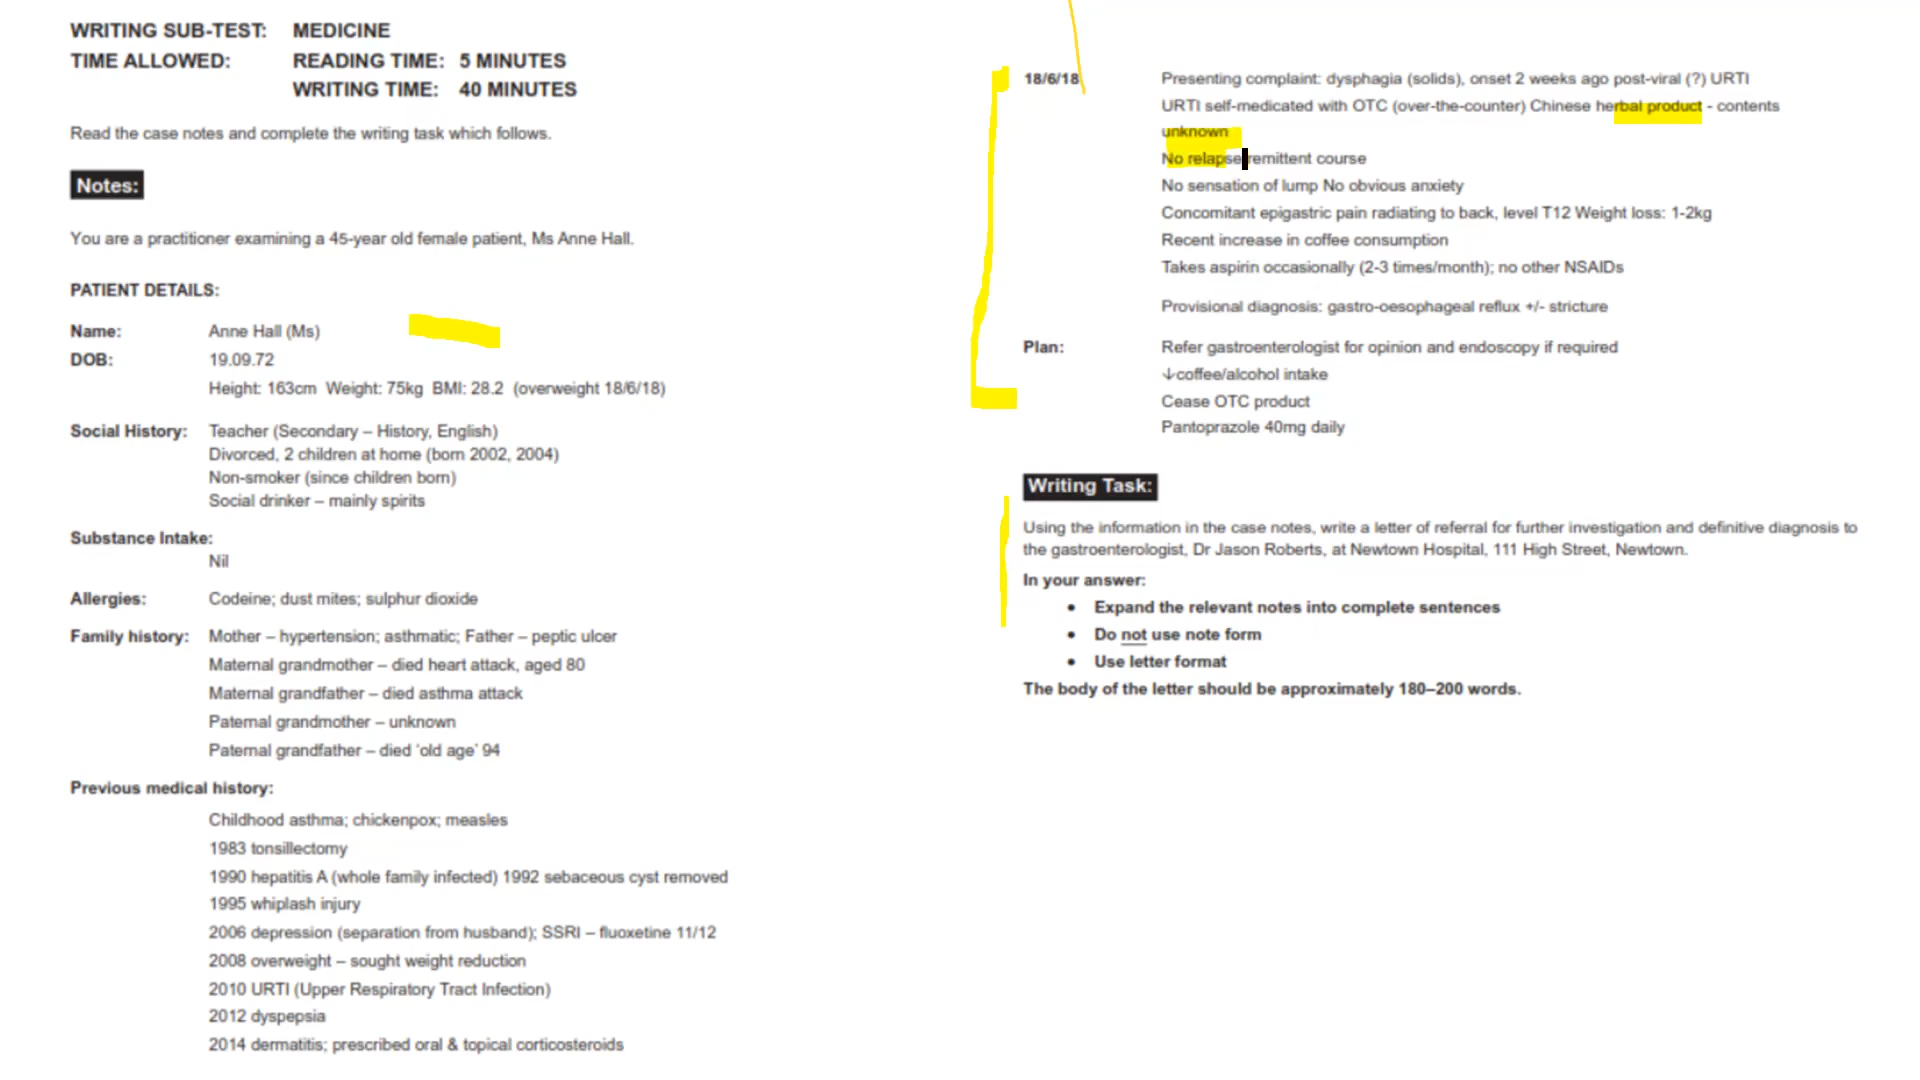 WRITING SUB-TEST: MEDICINE
TIME ALLOWED: READING TIME: 5 MINUTES
WRITING TIME: 40 MINUTES
Read the case notes and complete the writing task which follows.
Notes:
You are a practitioner examining a 45-year old female patient, Ms Anne Hall.
PATIENT DETAILS:
Name: Anne Hall (Ms)
DOB: 19.09.72
Height: 163cm Weight: 75kg BMI: 28.2 (overweight 18/6/18)
Social History: Teacher (Secondary – History, English)
Divorced, 2 children at home (born 2002, 2004)
Non-smoker (since children born)
Social drinker – mainly spirits
Substance Intake:
Nil
Allergies: Codeine; dust mites; sulphur dioxide
Family history: Mother – hypertension; asthmatic; Father – peptic ulcer
Maternal grandmother – died heart attack, aged 80
Maternal grandfather – died asthma attack
Paternal grandmother – unknown
Paternal grandfather – died ‘old age’ 94
Previous medical history:
Childhood asthma; chickenpox; measles
1983 tonsillectomy
1990 hepatitis A (whole family infected) 1992 sebaceous cyst removed
1995 whiplash injury
2006 depression (separation from husband); SSRI – fluoxetine 11/12
2008 overweight – sought weight reduction
2010 URTI (Upper Respiratory Tract Infection)
2012 dyspepsia
2014 dermatitis; prescribed oral & topical corticosteroids
18/6/18 Presenting complaint: dysphagia (solids), onset 2 weeks ago post-viral (?) URTI
URTI self-medicated with OTC (over-the-counter) Chinese herbal product - contents
unknown
No relapse remittent course
No sensation of lump No obvious anxiety
Concomitant epigastric pain radiating to back, level T12 Weight loss: 1-2kg
Recent increase in coffee consumption
Takes aspirin occasionally (2-3 times/month); no other NSAIDs
Provisional diagnosis: gastro-oesophageal reflux +/- stricture
Plan: Refer gastroenterologist for opinion and endoscopy if required
↓coffee/alcohol intake
Cease OTC product
Pantoprazole 40mg daily
Writing Task:
Using the information in the case notes, write a letter of referral for further investigation and definitive diagnosis to
the gastroenterologist, Dr Jason Roberts, at Newtown Hospital, 111 High Street, Newtown.
In your answer:
• Expand the relevant notes into complete sentences
• Do not use note form
• Use letter format
The body of the letter should be approximately 180–200 words.